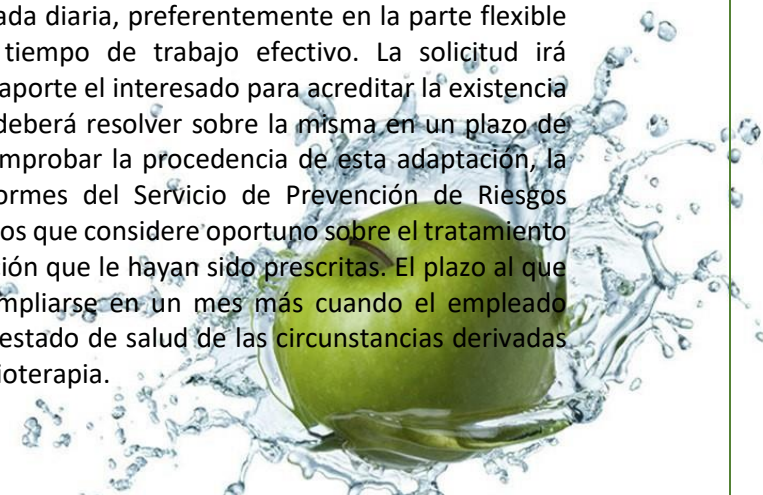 ada diaria, preferentemente en la parte flexible
tiempo de trabajo efectivo. La solicitud irá
aporte el interesado para acreditar la existencia
deberá resolver sobre la misma en un plazo de
mprobar la procedencia de esta adaptación, la
ormes del Servicio de Prevención de Riesgos
os que considere oportuno sobre el tratamiento
ión que le hayan sido prescritas. El plazo al que
mpliarse en un mes más cuando el empleado
estado de salud de las circunstancias derivadas
ioterapia.